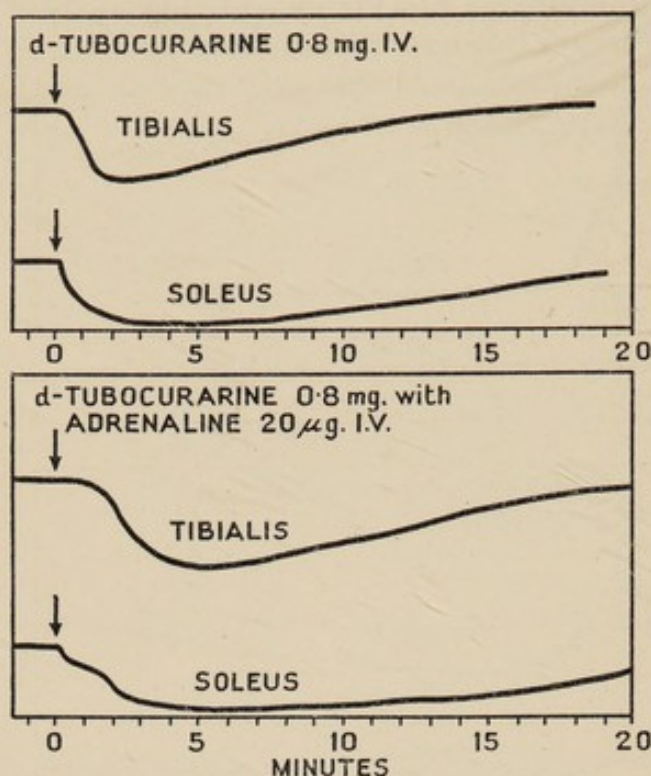 d-TUBOCURARINE 0·8 mg. I.V.
TIBIALIS
SOLEUS
0 5 10 15 20
d-TUBOCURARINE 0·8 mg. with
ADRENALINE 20 µg. I.V.
TIBIALIS
SOLEUS
0 5 10 15 20
MINUTES